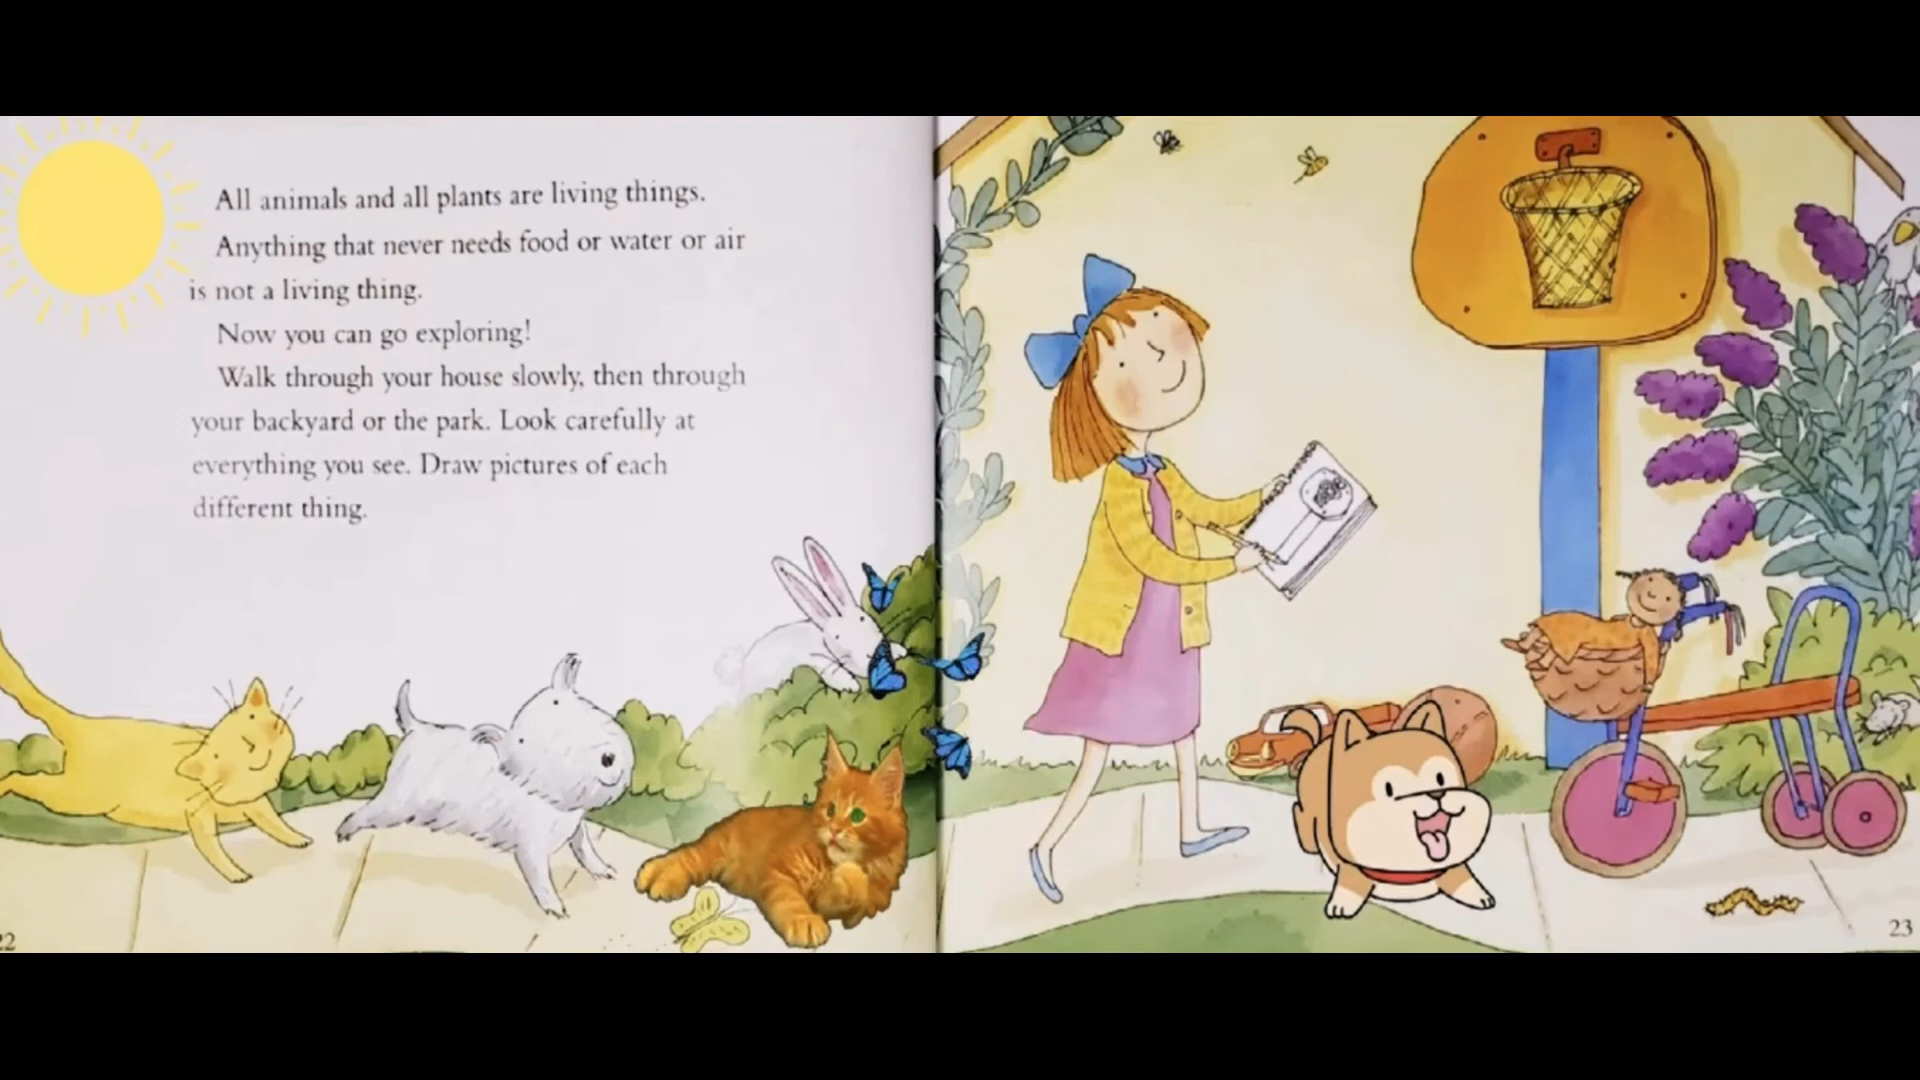 All animals and all plants are living things.
Anything that never needs food or water or air
is not a living thing.
Now you can go exploring!
Walk through your house slowly, then through
your backyard or the park. Look carefully at
everything you see. Draw pictures of each
different thing.
22
23